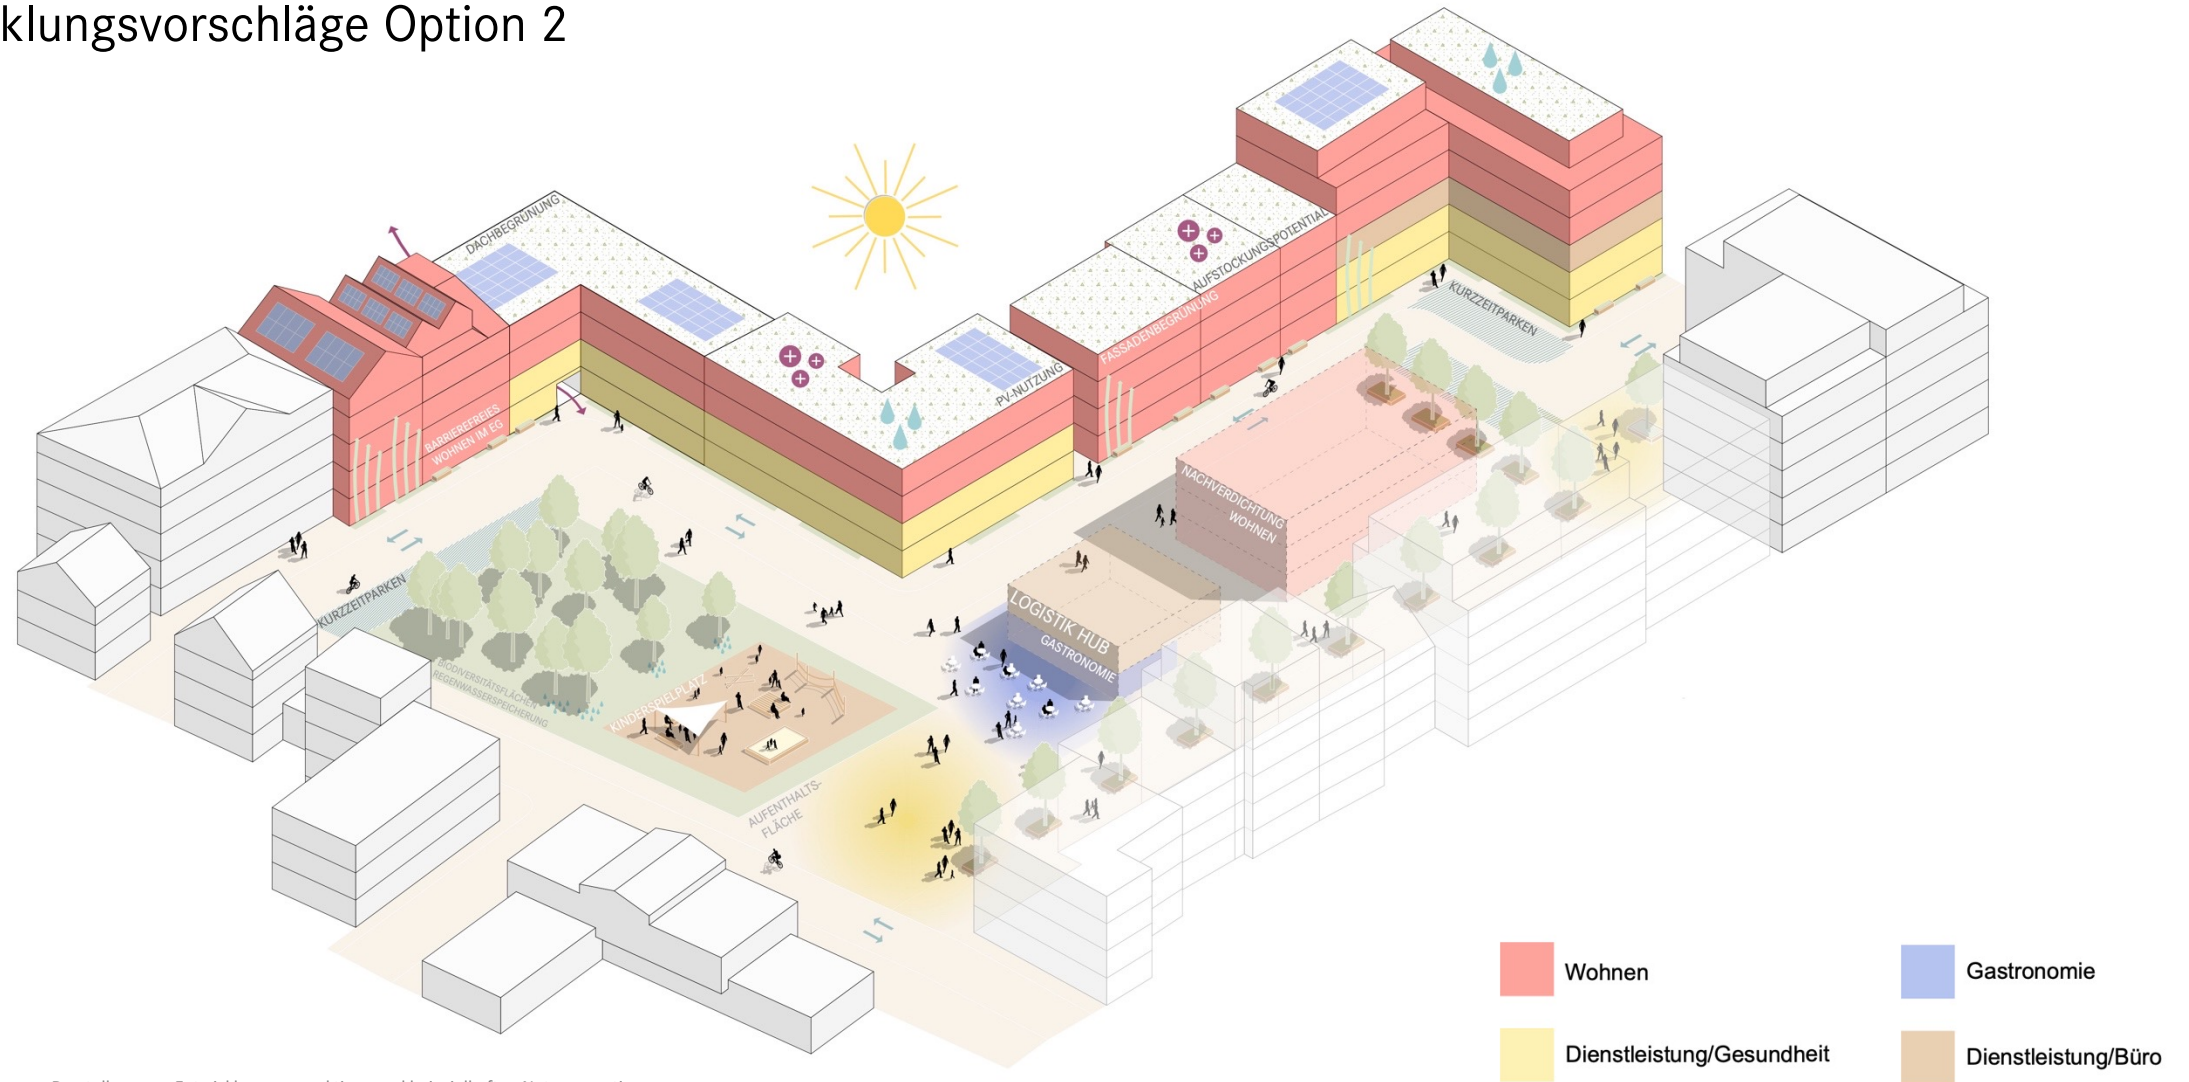 klungsvorschläge Option 2
DACHBEGRÜNUNG
AUFSTOCKUNGSPOTENTIAL
FASSADENBEGRÜNUNG
KURZZEITPARKEN
PV-NUTZUNG
BARRIEREFREIES
WOHNEN IM EG
NACHVERDICHTUNG
WOHNEN
KURZZEITPARKEN
LOGISTIK HUB
GASTRONOMIE
BIODIVERSITÄTSFLÄCHEN
REGENWASSERSPEICHERUNG
KINDERSPIELPLATZ
AUFENTHALTS-
FLÄCHE
Wohnen
Gastronomie
Dienstleistung/Gesundheit
Dienstleistung/Büro